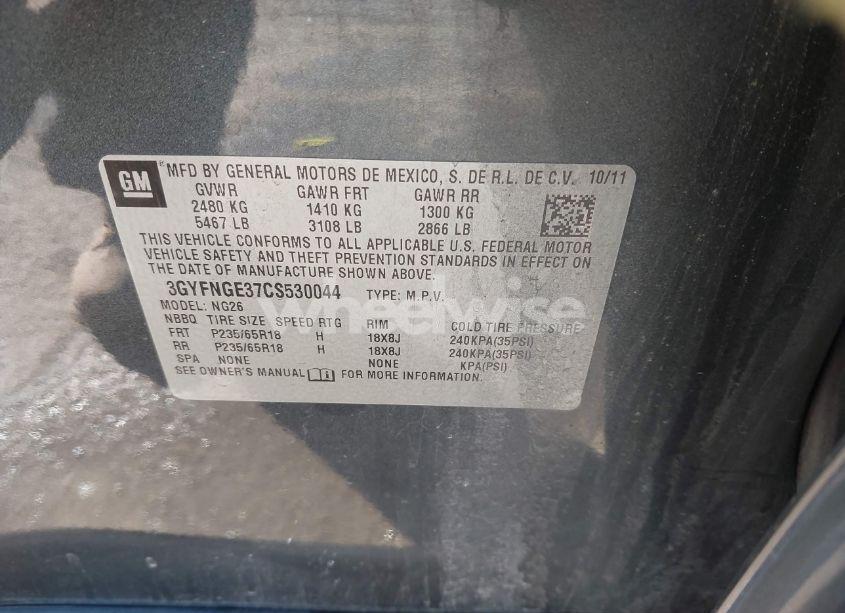 GM MFD BY GENERAL MOTORS DE MEXICO, S. DE R.L. DE C.V. 10/11
GVWR GAWR FRT GAWR RR
2480 KG 1410 KG 1300 KG
5467 LB 3108 LB 2866 LB
THIS VEHICLE CONFORMS TO ALL APPLICABLE U.S. FEDERAL MOTOR
VEHICLE SAFETY AND THEFT PREVENTION STANDARDS IN EFFECT ON
THE DATE OF MANUFACTURE SHOWN ABOVE.
3GYFNGE37CS530044 TYPE: M.P.V.
MODEL: NG26
NBBQ TIRE SIZE SPEED RTG RIM COLD TIRE PRESSURE
FRT P235/65R18 H 18X8J 240KPA(35PSI)
RR P235/65R18 H 18X8J 240KPA(35PSI)
SPA NONE NONE KPA(PSI)
SEE OWNER'S MANUAL FOR MORE INFORMATION.
Wheelwise